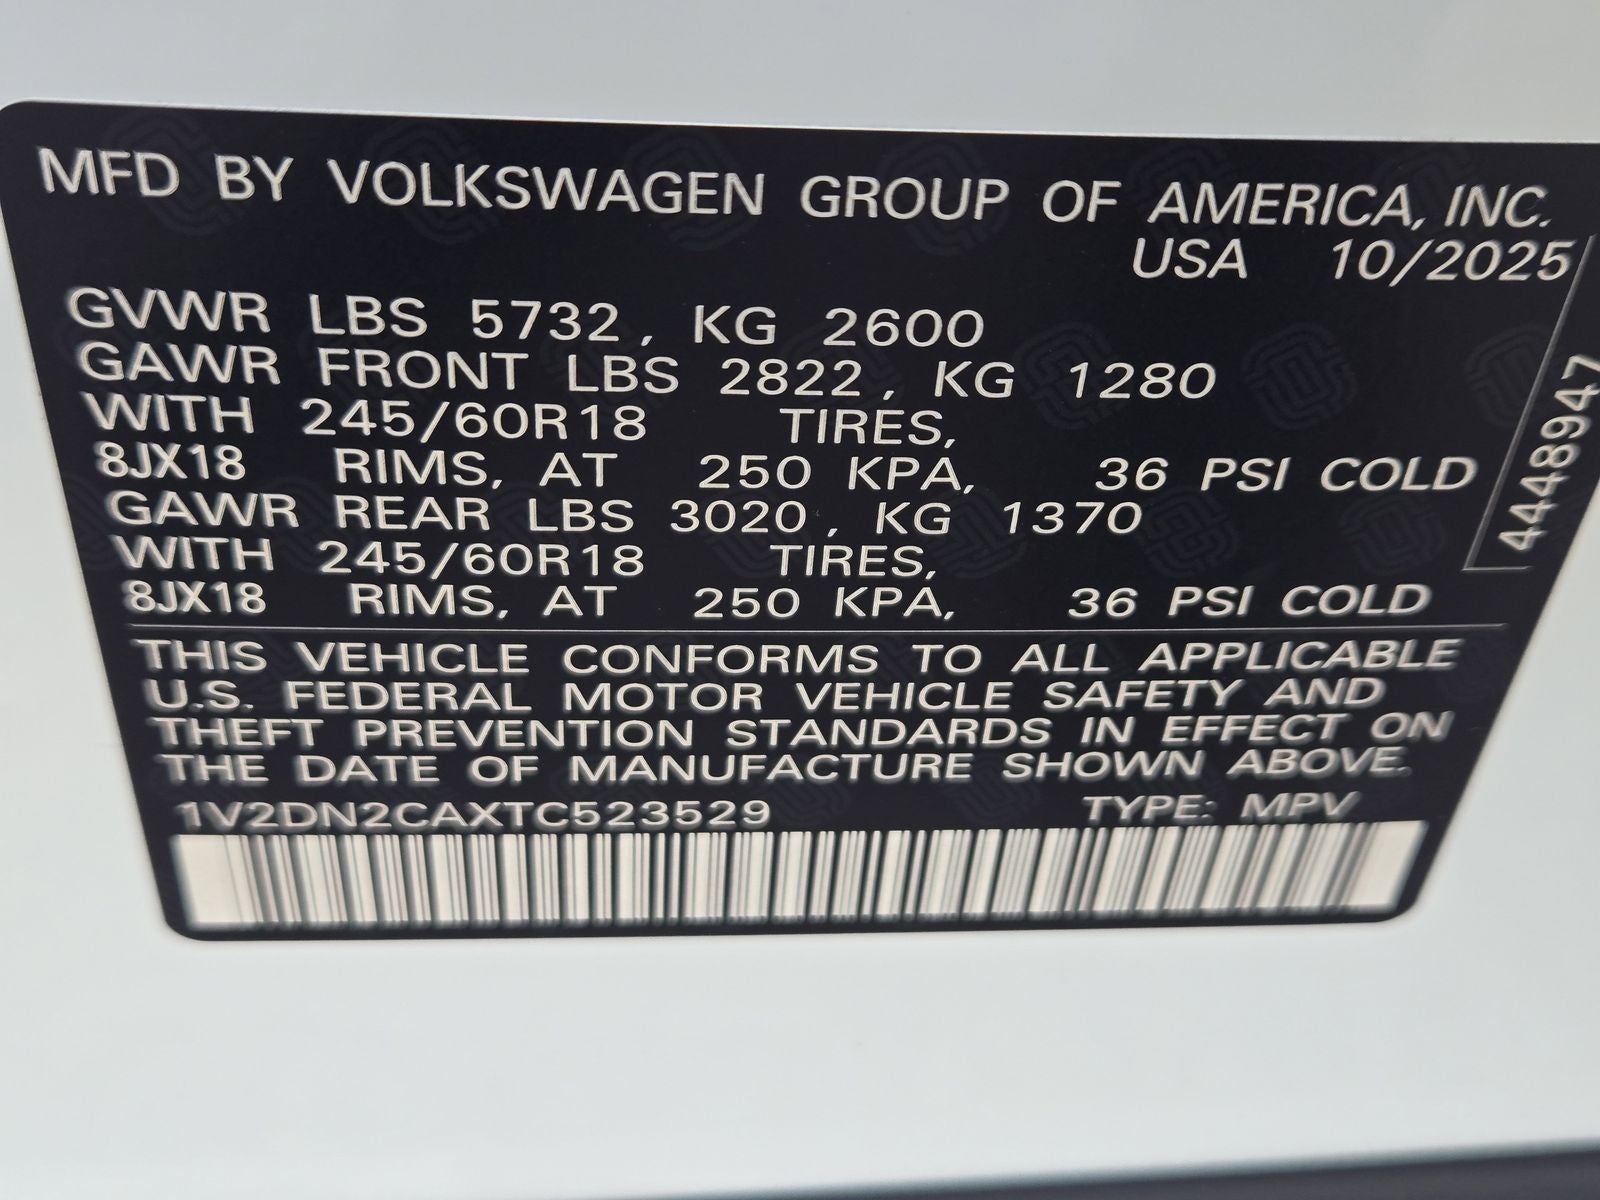 MFD BY VOLKSWAGEN GROUP OF AMERICA, INC.
USA 10/2025
GVWR LBS 5732, KG 2600
GAWR FRONT LBS 2822, KG 1280
WITH 245/60R18 TIRES,
8JX18 RIMS, AT 250 KPA, 36 PSI COLD
GAWR REAR LBS 3020, KG 1370
WITH 245/60R18 TIRES,
8JX18 RIMS, AT 250 KPA, 36 PSI COLD
4448947
THIS VEHICLE CONFORMS TO ALL APPLICABLE
U.S. FEDERAL MOTOR VEHICLE SAFETY AND
THEFT PREVENTION STANDARDS IN EFFECT ON
THE DATE OF MANUFACTURE SHOWN ABOVE.
1V2DN2CAXTC523529 TYPE: MPV